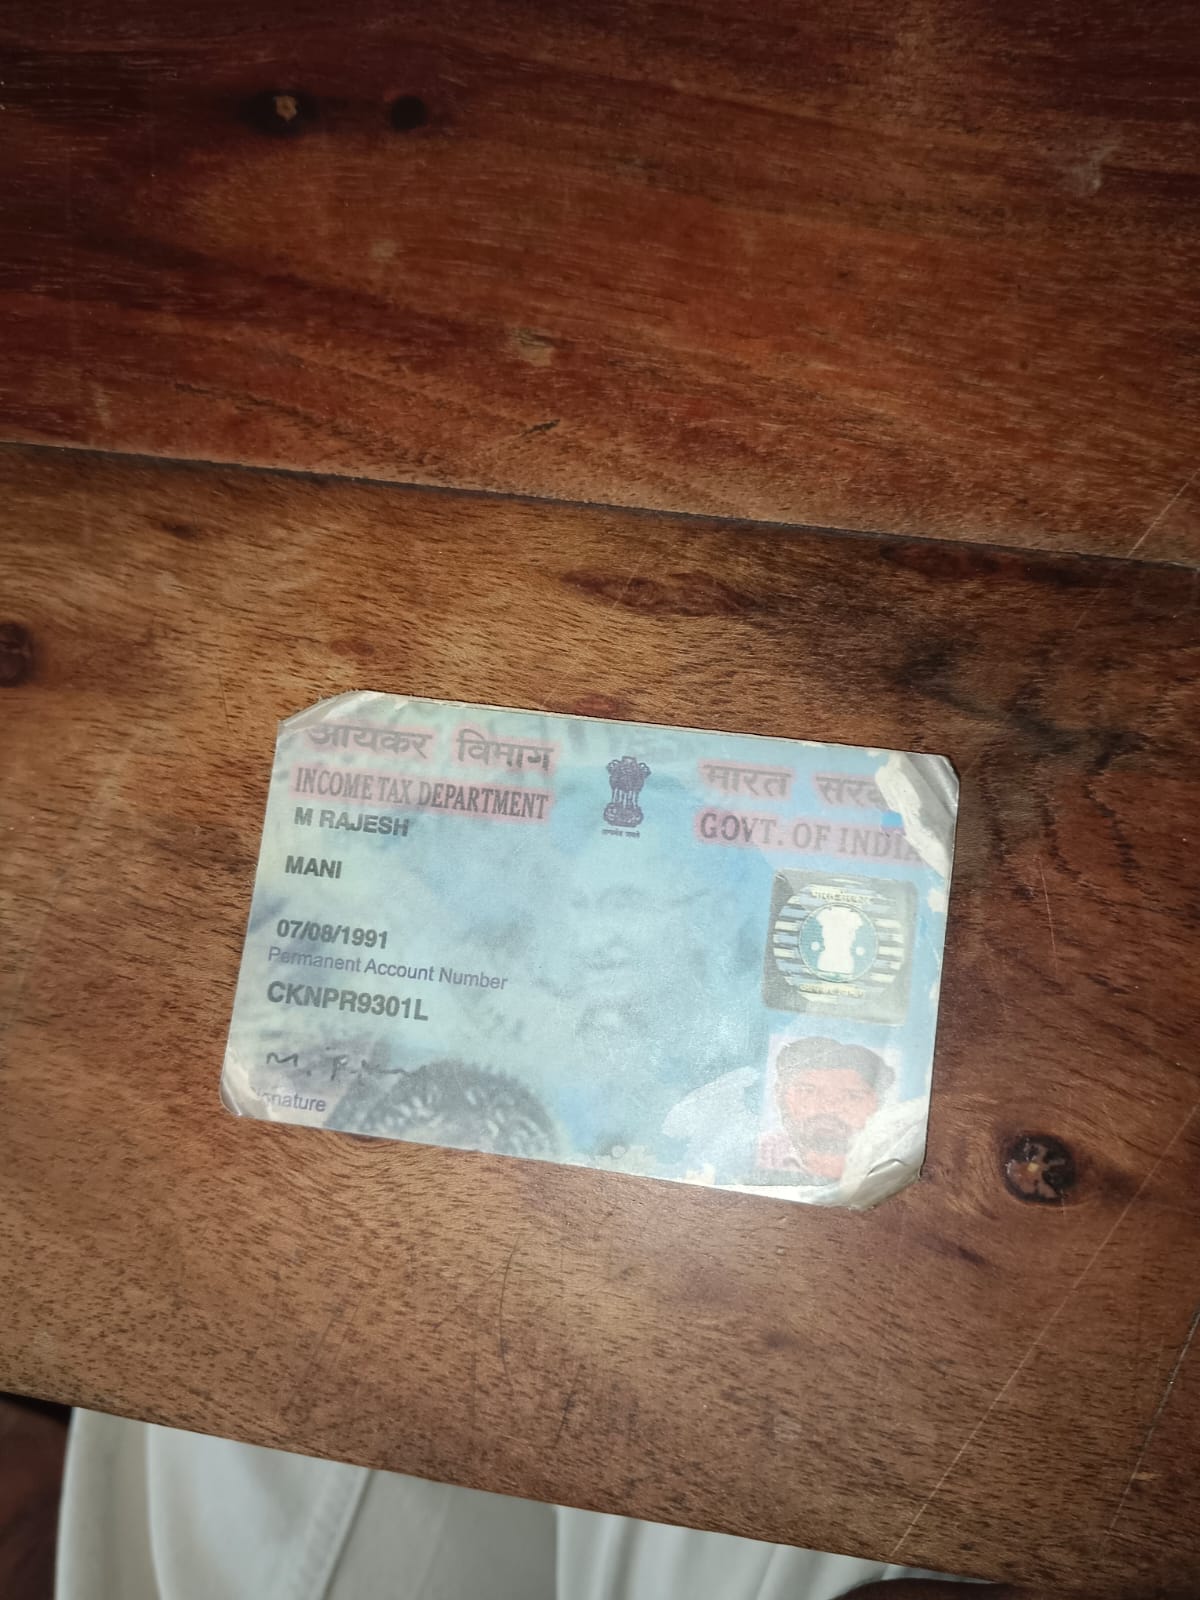 आयकर विभाग
INCOME TAX DEPARTMENT
भारत
GOVT. OF INDIA
M RAJESH
MANI
07/08/1991
Permanent Account Number
CKNPR9301L